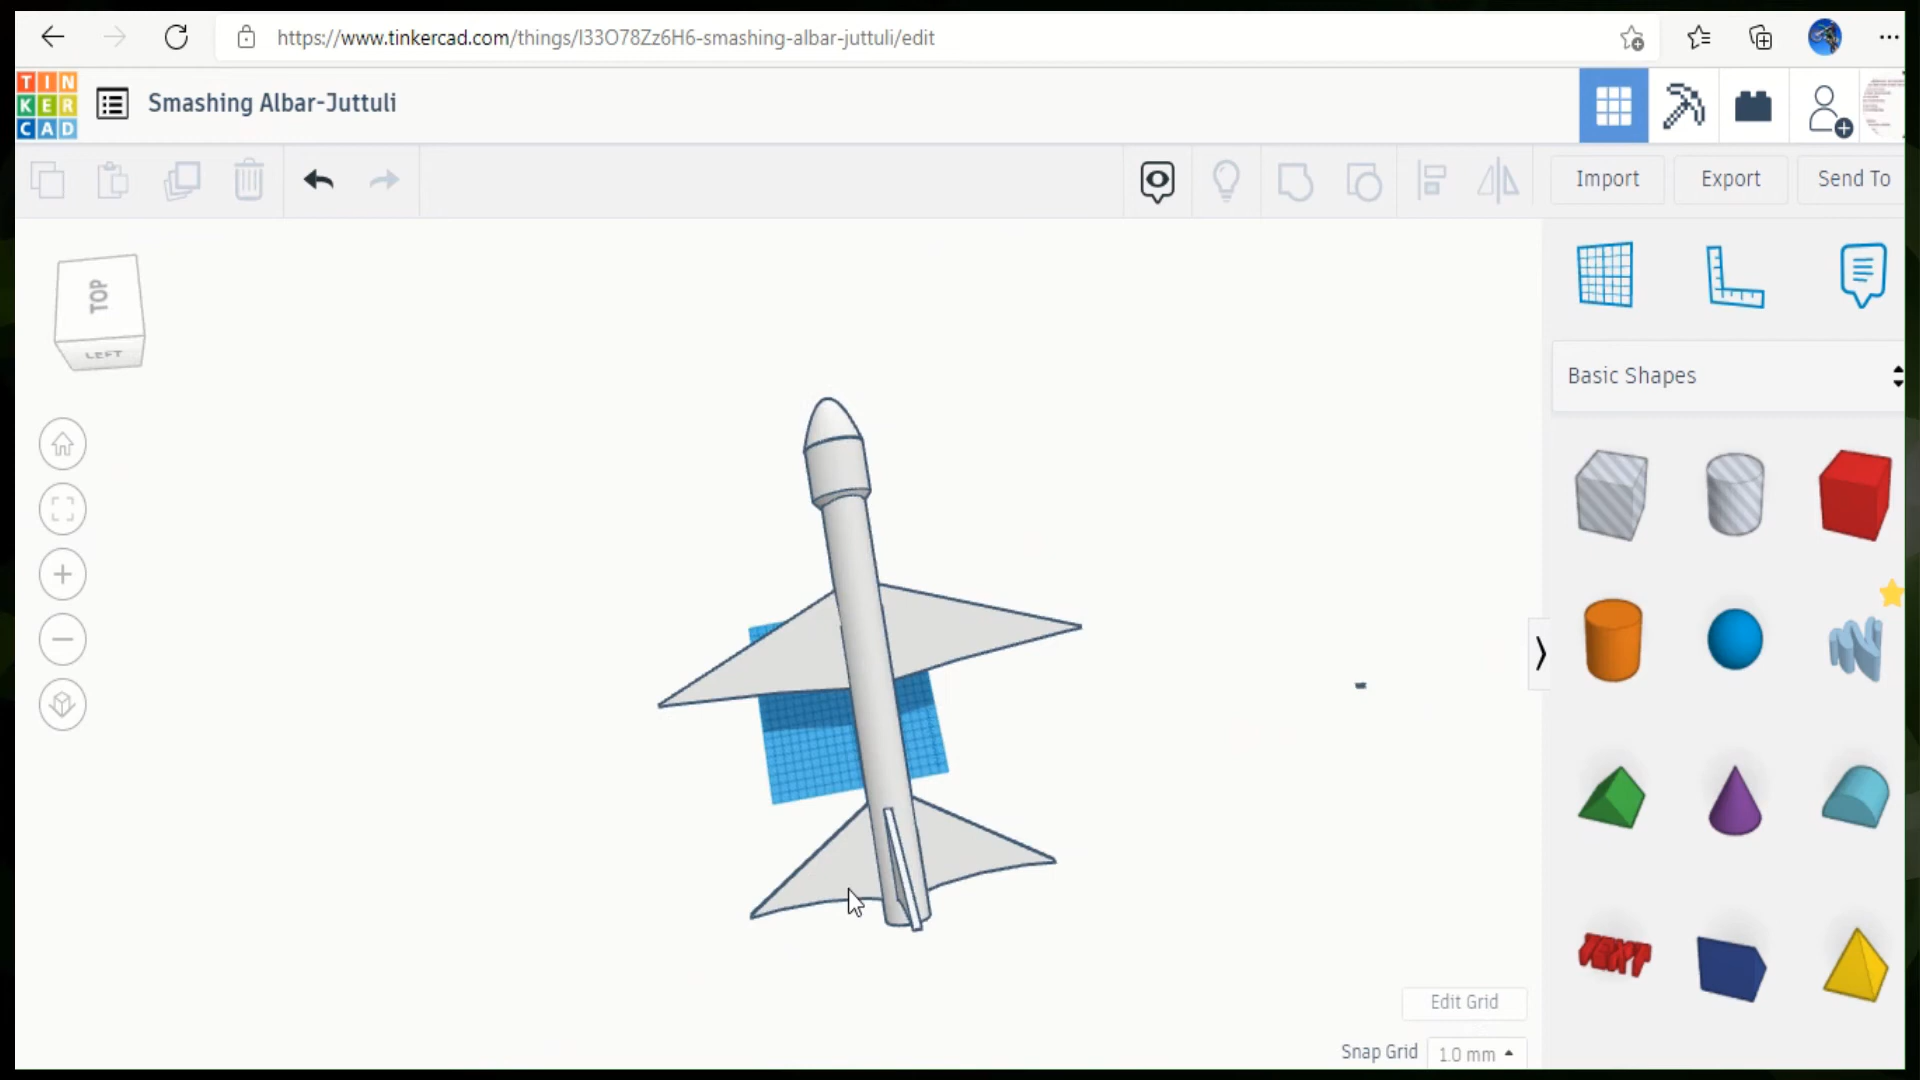 https://www.tinkercad.com/things/l33O78Zz6H6-smashing-albar-juttuli/edit
TIN
KER
CAD
Smashing Albar-Juttuli
Import
Export
Send To
TOP
LEFT
Basic Shapes
TEXT
Edit Grid
Snap Grid
1.0 mm